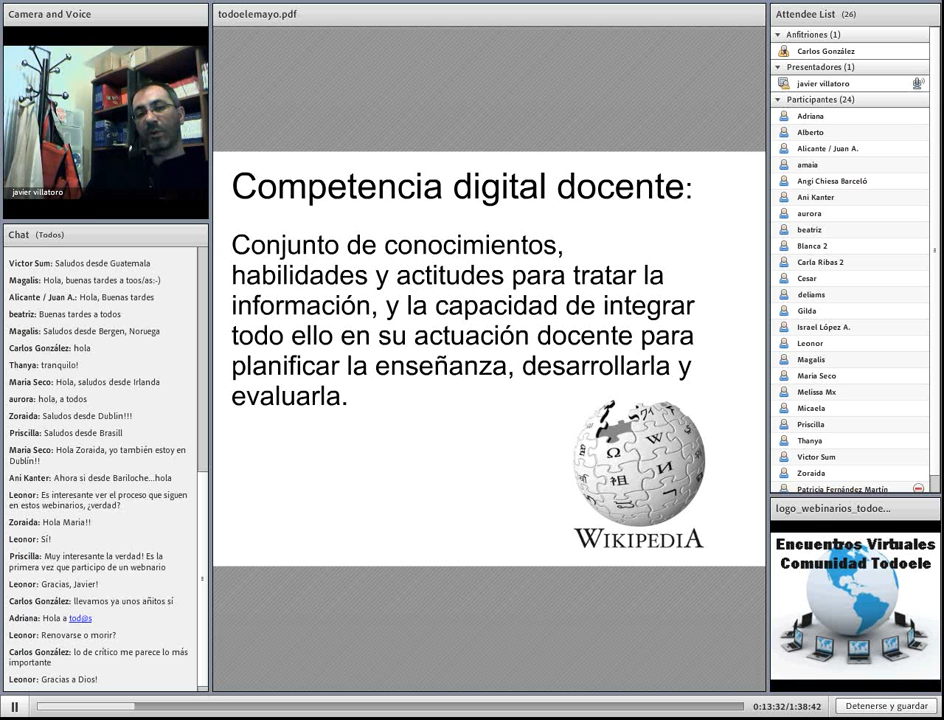 Camera and Voice
javier villatoro
Chat (Todos)
Victor Sum: Saludos desde Guatemala
Magalis: Hola, buenas tardes a toos/as:-)
Alicante / Juan A.: Hola, Buenas tardes
beatriz: Buenas tardes a todos
Magalis: Saludos desde Bergen, Noruega
Carlos González: hola
Thanya: tranquilo!
Maria Seco: Hola, saludos desde Irlanda
aurora: hola, a todos
Zoraida: Saludos desde Dublin!!!
Priscilla: Saludos desde Brasill
Maria Seco: Hola Zoraida, yo también estoy en
Dublín!!
Ani Kanter: Ahora si desde Bariloche...hola
Leonor: Es interesante ver el proceso que siguen
en estos webinarios, ¿verdad?
Zoraida: Hola Maria!!
Leonor: Sí!
Priscilla: Muy interesante la verdad! Es la
primera vez que participo de un webnario
Leonor: Gracias, Javier!
Carlos González: llevamos ya unos añitos sí
Adriana: Hola a tod@s
Leonor: Renovarse o morir?
Carlos González: lo de crítico me parece lo más
importante
Leonor: Gracias a Dios!
todoelemayo.pdf
Competencia digital docente:
Conjunto de conocimientos,
habilidades y actitudes para tratar la
información, y la capacidad de integrar
todo ello en su actuación docente para
planificar la enseñanza, desarrollarla y
evaluarla.
Ω
W
И
祖
WIKIPEDIA
Attendee List (26)
Anfitriones (1)
Carlos González
Presentadores (1)
javier villatoro
Participantes (24)
Adriana
Alberto
Alicante / Juan A.
amaia
Angi Chiesa Barceló
Ani Kanter
aurora
beatriz
Blanca 2
Carla Ribas 2
Cesar
deliams
Gilda
Israel López A.
Leonor
Magalis
Maria Seco
Melissa Mx
Micaela
Priscilla
Thanya
Victor Sum
Zoraida
Patricia Fernández Martín
logo_webinarios_todoe...
Encuentros Virtuales
Comunidad Todoele
0:13:32/1:38:42
Detenerse y guardar